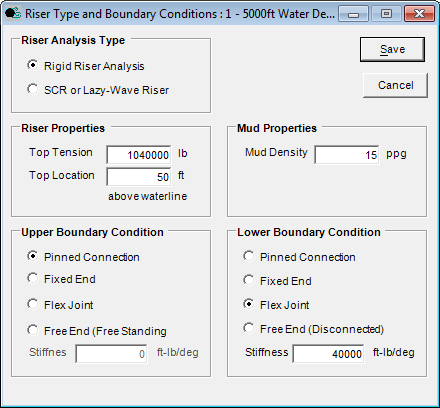 Riser Type and Boundary Conditions : 1 - 5000ft Water De...
Riser Analysis Type
Rigid Riser Analysis
SCR or Lazy-Wave Riser
Save
Cancel
Riser Properties
Top Tension 1040000 lb
Top Location 50 ft
above waterline
Mud Properties
Mud Density 15 ppg
Upper Boundary Condition
Pinned Connection
Fixed End
Flex Joint
Free End (Free Standing
Stiffnes 0 ft-lb/deg
Lower Boundary Condition
Pinned Connection
Fixed End
Flex Joint
Free End (Disconnected)
Stiffness 40000 ft-lb/deg